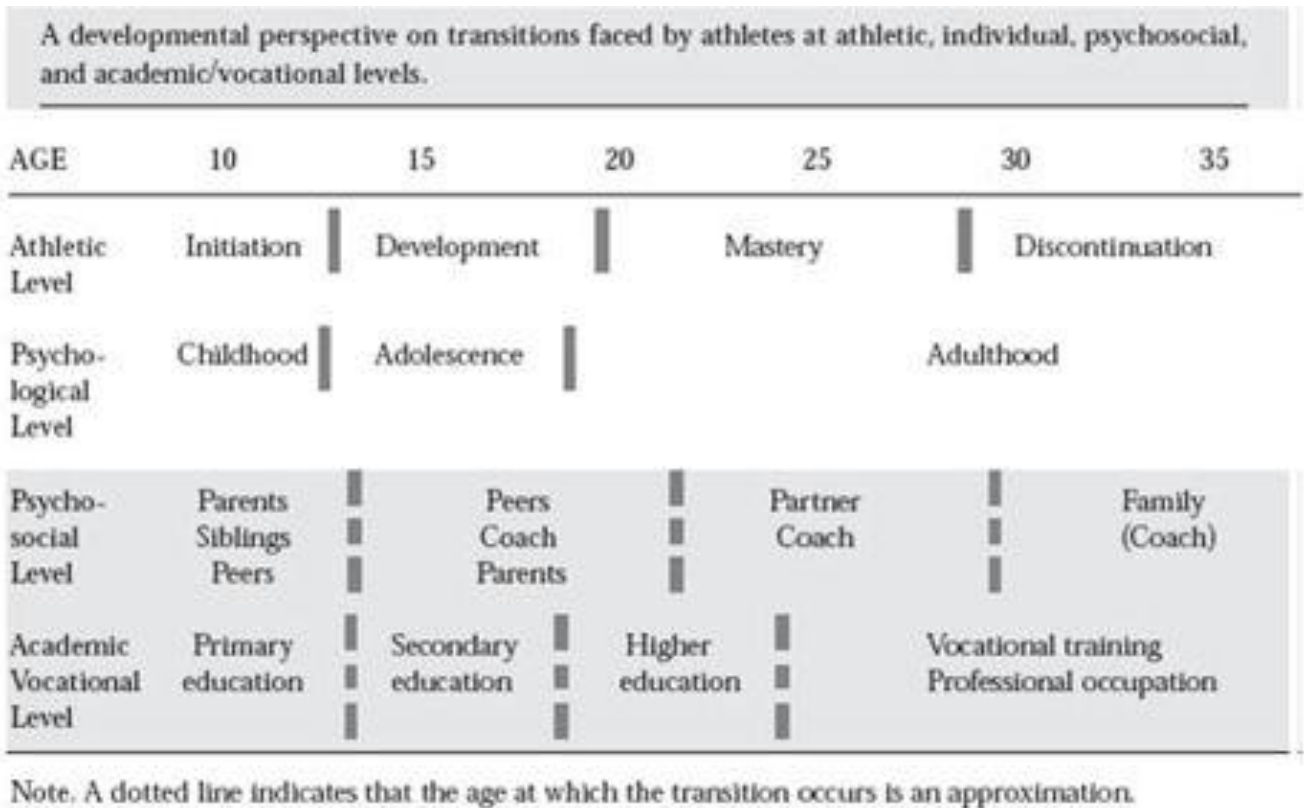 A developmental perspective on transitions faced by athletes at athletic, individual, psychosocial,
and academic/vocational levels.
AGE 10 15 20 25 30 35
Athletic Initiation Development Mastery Discontinuation
Level
Psycho- Childhood Adolescence Adulthood
logical
Level
Psycho- Parents Peers Partner Family
social Siblings Coach Coach (Coach)
Level Peers Parents
Academic Primary Secondary Higher Vocational training
Vocational education education education Professional occupation
Level
Note. A dotted line indicates that the age at which the transition occurs is an approximation.